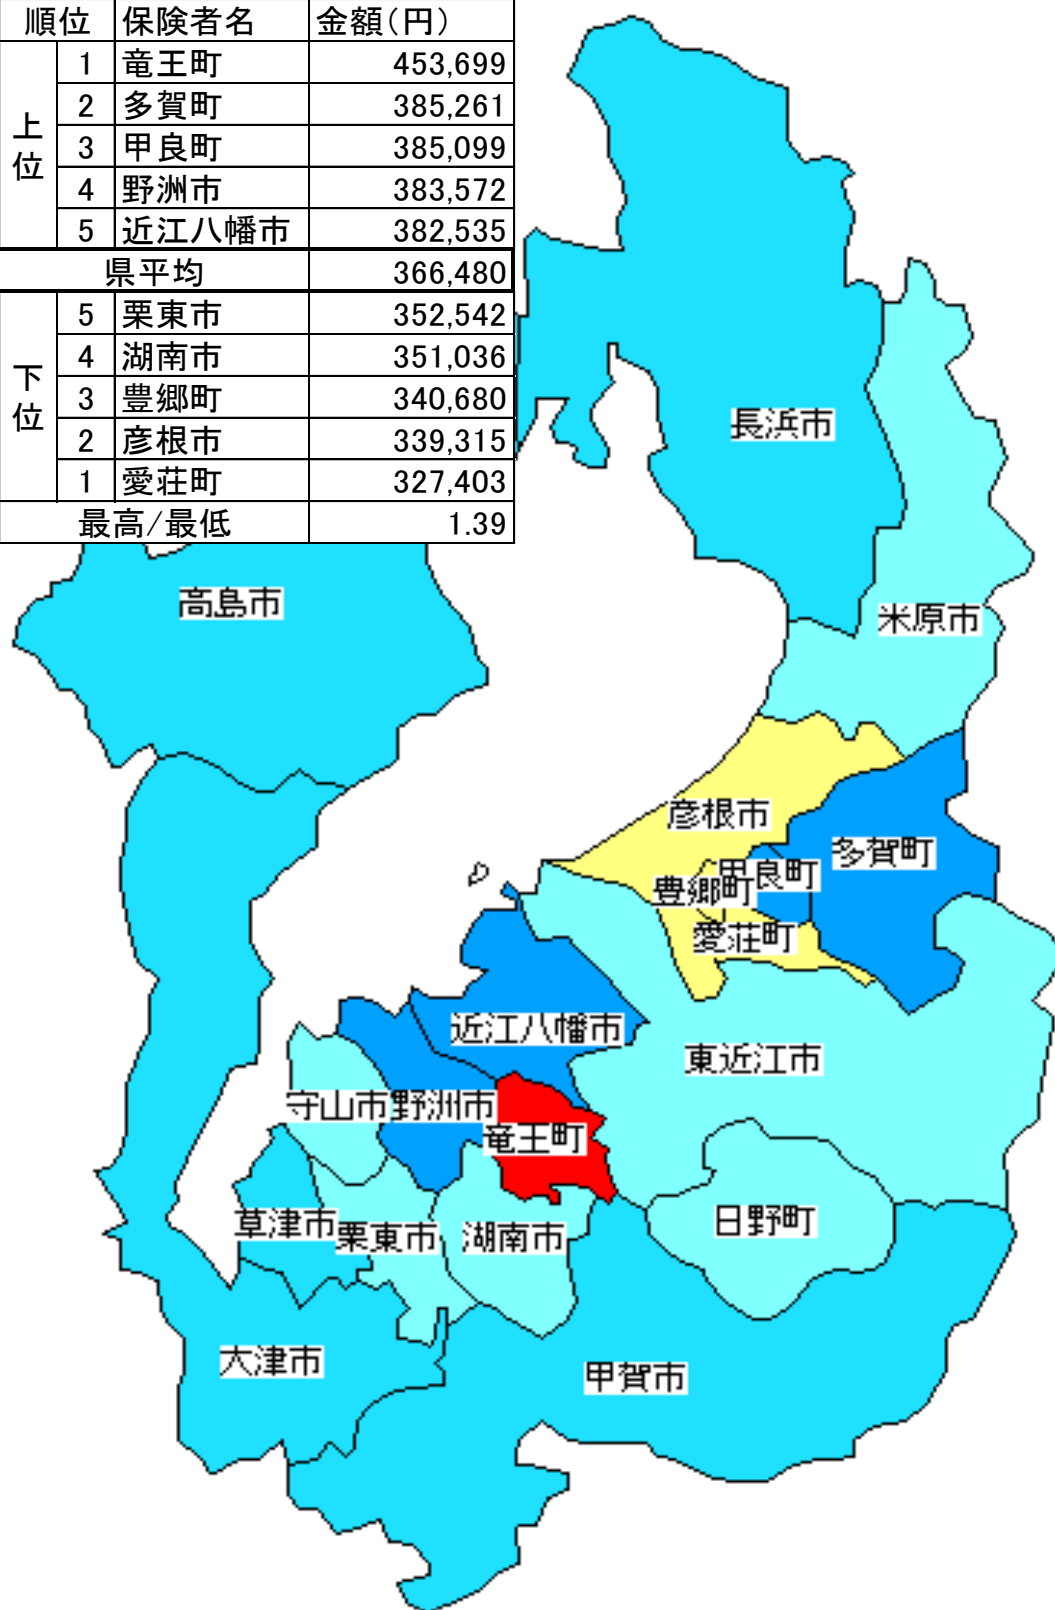 順位 保険者名 金額(円)
上位
1 竜王町 453,699
2 多賀町 385,261
3 甲良町 385,099
4 野洲市 383,572
5 近江八幡市 382,535
県平均 366,480
下位
5 栗東市 352,542
4 湖南市 351,036
3 豊郷町 340,680
2 彦根市 339,315
1 愛荘町 327,403
最高/最低 1.39
長浜市
高島市
米原市
彦根市
多賀町
甲良町
豊郷町
愛荘町
近江八幡市
東近江市
守山市
野洲市
竜王町
草津市
栗東市
湖南市
日野町
大津市
甲賀市